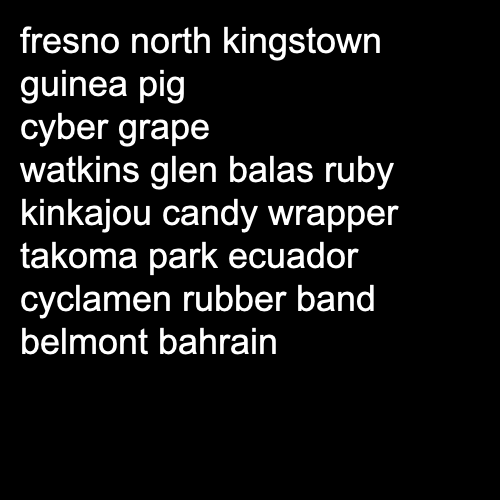 fresno north kingstown
guinea pig
cyber grape
watkins glen balas ruby
kinkajou candy wrapper
takoma park ecuador
cyclamen rubber band
belmont bahrain